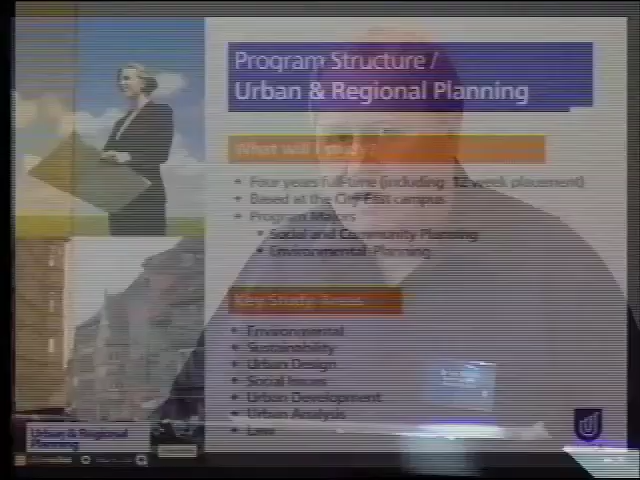 Program Structure /
Urban & Regional Planning
What will I study?
Four years full-time (including 12 week placement)
Based at the City East campus
Program Majors
Social and Community Planning
Environmental Planning
Key Study Areas
Environmental
Sustainability
Urban Design
Social Issues
Urban Development
Urban Analysis
Law
Urban & Regional
Planning